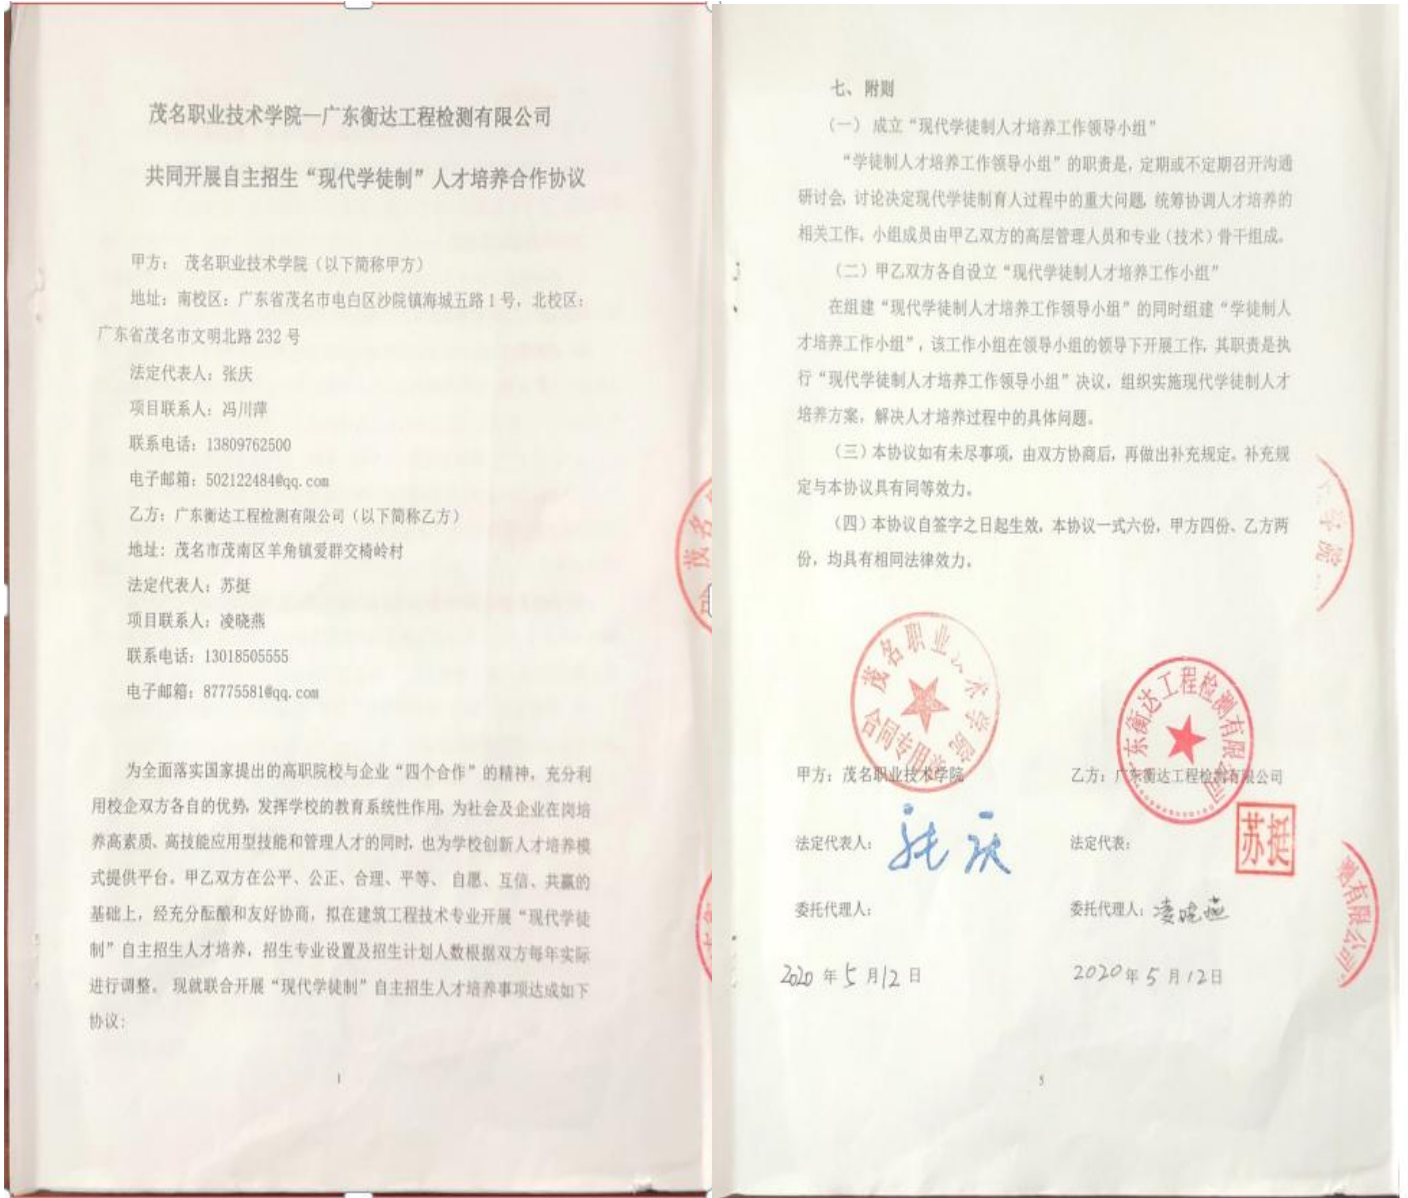 茂名职业技术学院—广东衡达工程检测有限公司
共同开展自主招生“现代学徒制”人才培养合作协议
甲方： 茂名职业技术学院（以下简称甲方）
地址：南校区：广东省茂名市电白区沙院镇海城五路1号，北校区：
广东省茂名市文明北路232号
法定代表人：张庆
项目联系人：冯川萍
联系电话：13809762500
电子邮箱：502122484@qq.com
乙方：广东衡达工程检测有限公司（以下简称乙方）
地址：茂名市茂南区羊角镇爱群交椅岭村
法定代表人：苏挺
项目联系人：凌晓燕
联系电话：13018505555
电子邮箱：87775581@qq.com
为全面落实国家提出的高职院校与企业“四个合作”的精神，充分利
用校企双方各自的优势，发挥学校的教育系统性作用，为社会及企业在岗培
养高素质、高技能应用型技能和管理人才的同时，也为学校创新人才培养模
式提供平台。甲乙双方在公平、公正、合理、平等、自愿、互信、共赢的
基础上，经充分酝酿和友好协商，拟在建筑工程技术专业开展“现代学徒
制”自主招生人才培养，招生专业设置及招生计划人数根据双方每年实际
进行调整。现就联合开展“现代学徒制”自主招生人才培养事项达成如下
协议：
1
七、附则
（一）成立“现代学徒制人才培养工作领导小组”
“学徒制人才培养工作领导小组”的职责是，定期或不定期召开沟通
研讨会，讨论决定现代学徒制育人过程中的重大问题，统筹协调人才培养的
相关工作。小组成员由甲乙双方的高层管理人员和专业（技术）骨干组成。
（二）甲乙双方各自设立“现代学徒制人才培养工作小组”
在组建“现代学徒制人才培养工作领导小组”的同时组建“学徒制人
才培养工作小组”，该工作小组在领导小组的领导下开展工作，其职责是执
行“现代学徒制人才培养工作领导小组”决议，组织实施现代学徒制人才
培养方案，解决人才培养过程中的具体问题。
（三）本协议如有未尽事项，由双方协商后，再做出补充规定。补充规
定与本协议具有同等效力。
（四）本协议自签字之日起生效，本协议一式六份，甲方四份、乙方两
份，均具有相同法律效力。
茂名职业技术学院
合同专用章
广东衡达工程检测有限公司
甲方：茂名职业技术学院
乙方：广东衡达工程检测有限公司
法定代表人：张庆
法定代表：
苏挺
委托代理人：
委托代理人：凌晓燕
2020年5月12日
2020年5月12日
5
茂名
合
学院
测有限公司